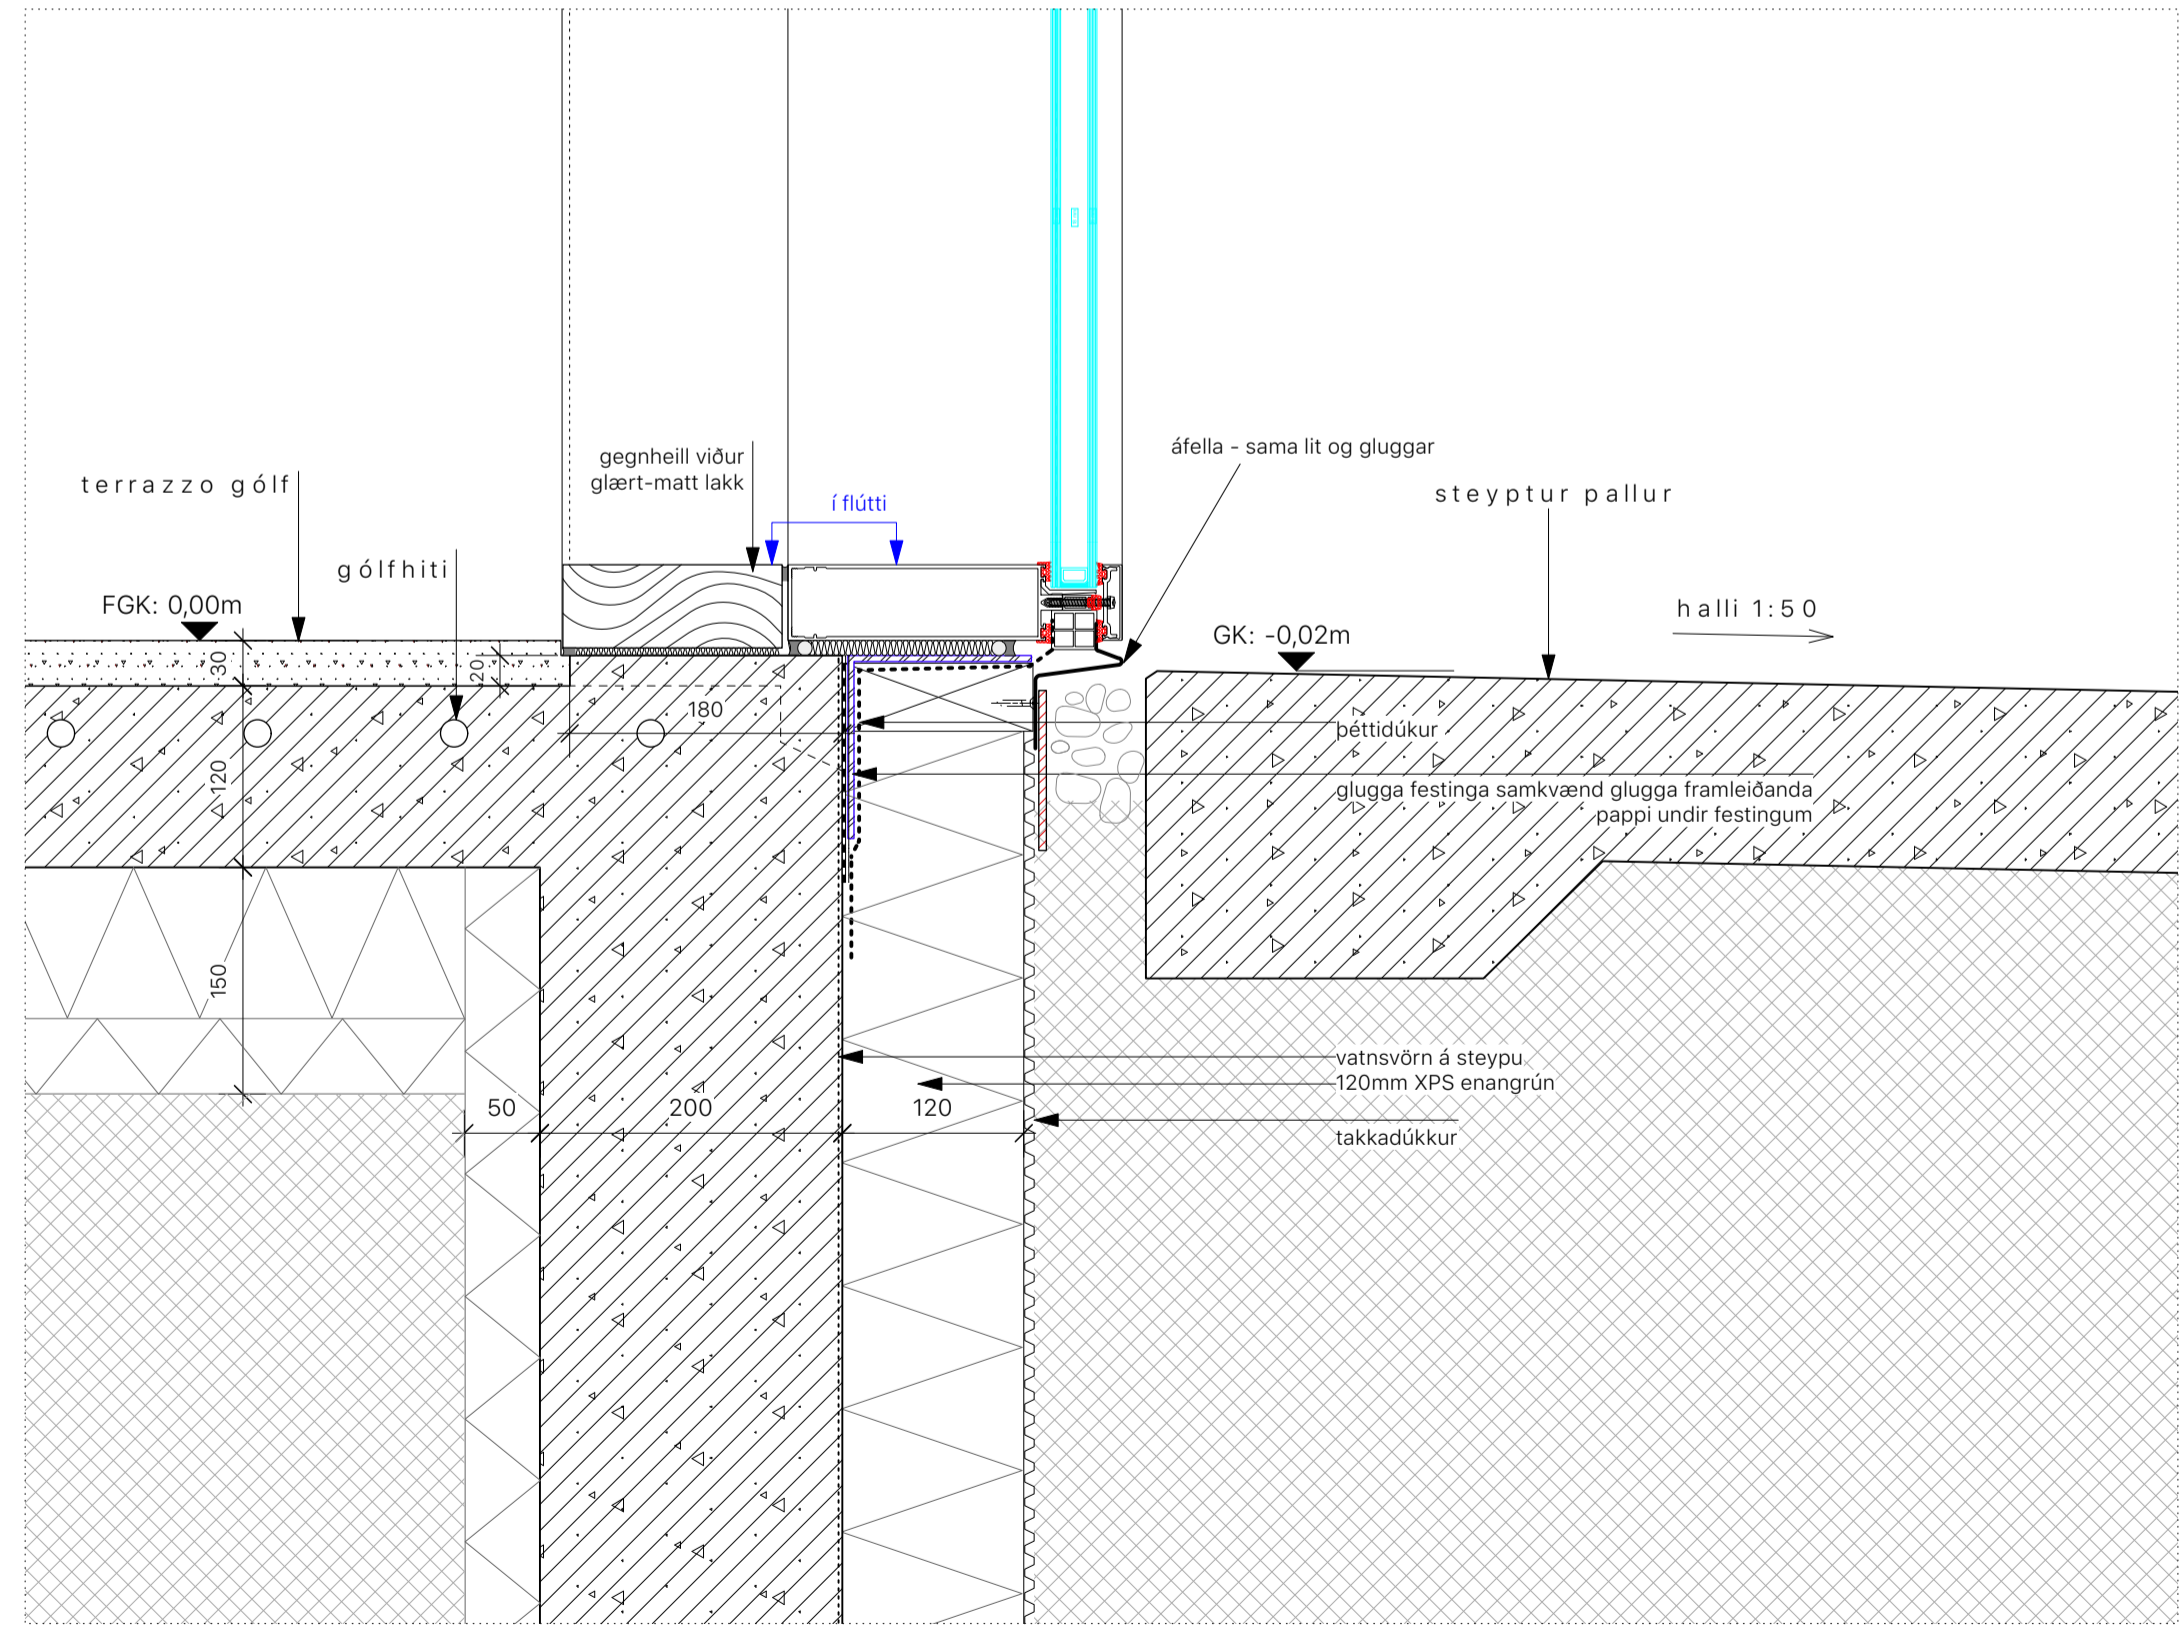 áfella - sama lit og gluggar
gegnheill viður
glært-matt lakk
terrazzo gólf
steyptur pallur
í flútti
gólfhiti
FGK: 0,00m
halli 1:50
GK: -0,02m
30
20
180
120
150
þéttidúkur
glugga festinga samkvænd glugga framleiðanda
pappi undir festingum
vatnsvörn á steypu
120mm XPS enangrún
takkadúkkur
50
200
120